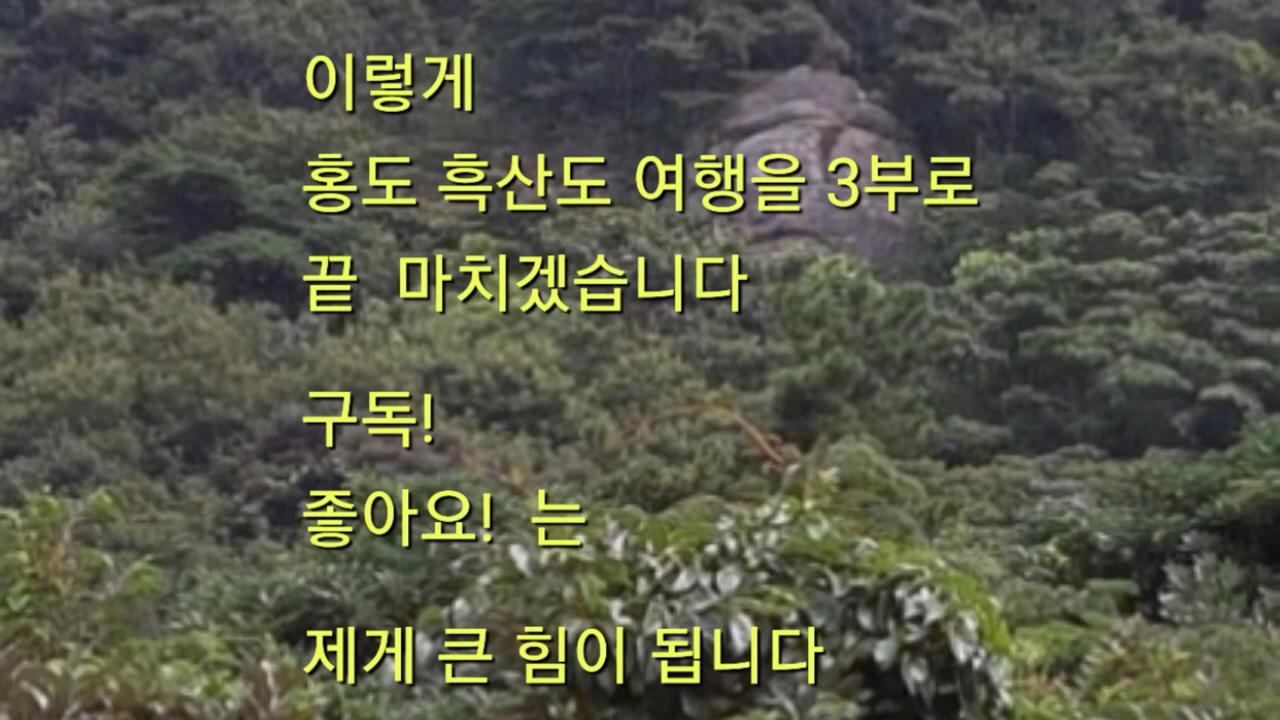 이렇게
홍도 흑산도 여행을 3부로
끝 마치겠습니다
구독!
좋아요! 는
제게 큰 힘이 됩니다